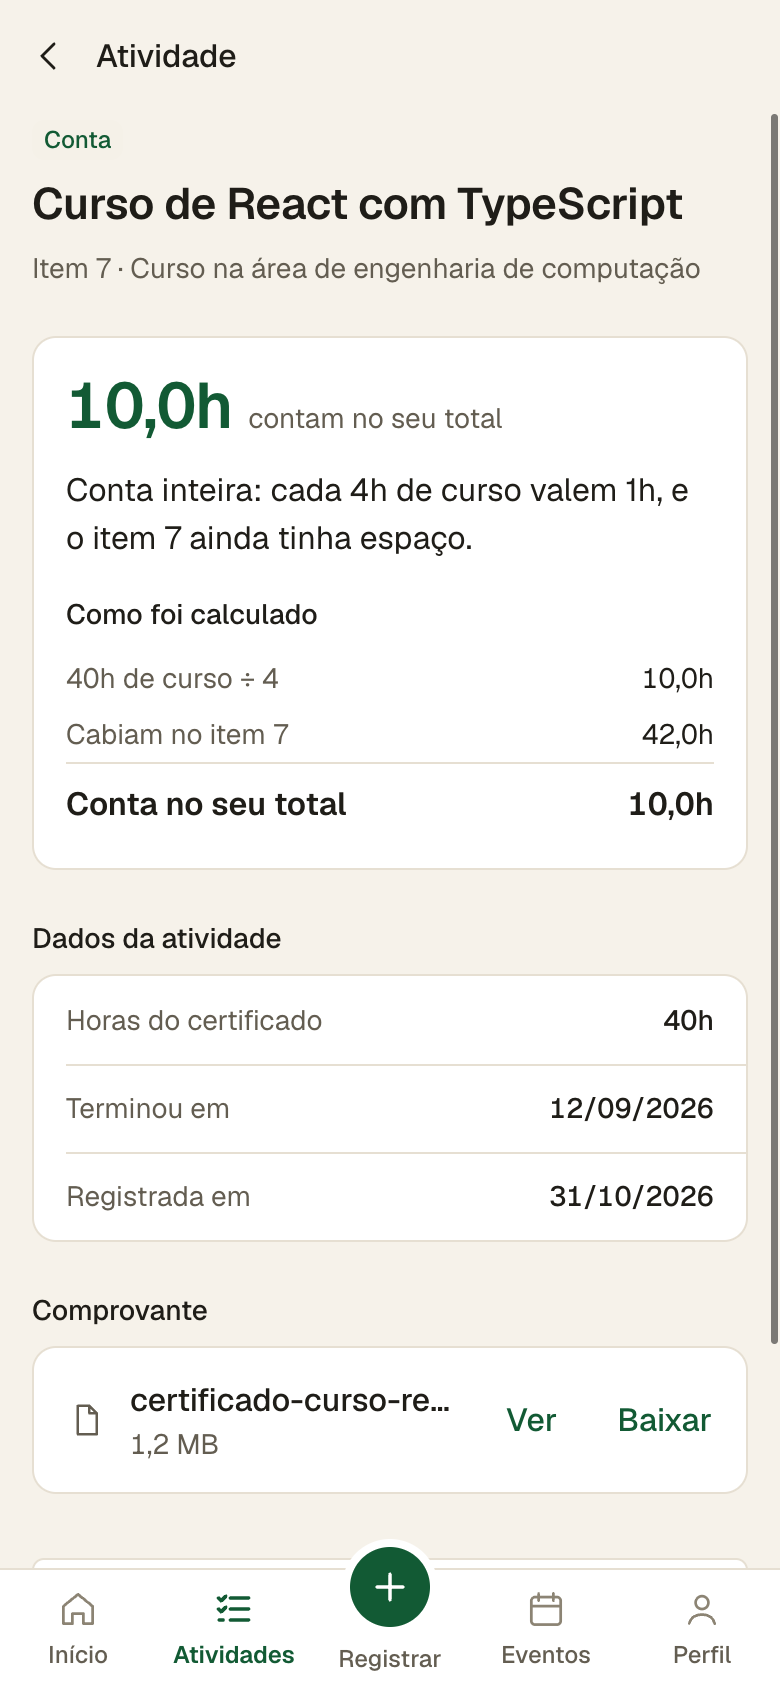 Atividade
Conta
Curso de React com TypeScript
Item 7 · Curso na área de engenharia de computação
10,0h contam no seu total
Conta inteira: cada 4h de curso valem 1h, e
o item 7 ainda tinha espaço.
Como foi calculado
40h de curso ÷ 4 10,0h
Cabiam no item 7 42,0h
Conta no seu total 10,0h
Dados da atividade
Horas do certificado 40h
Terminou em 12/09/2026
Registrada em 31/10/2026
Comprovante
certificado-curso-re...
1,2 MB
Ver Baixar
Início Atividades Registrar Eventos Perfil